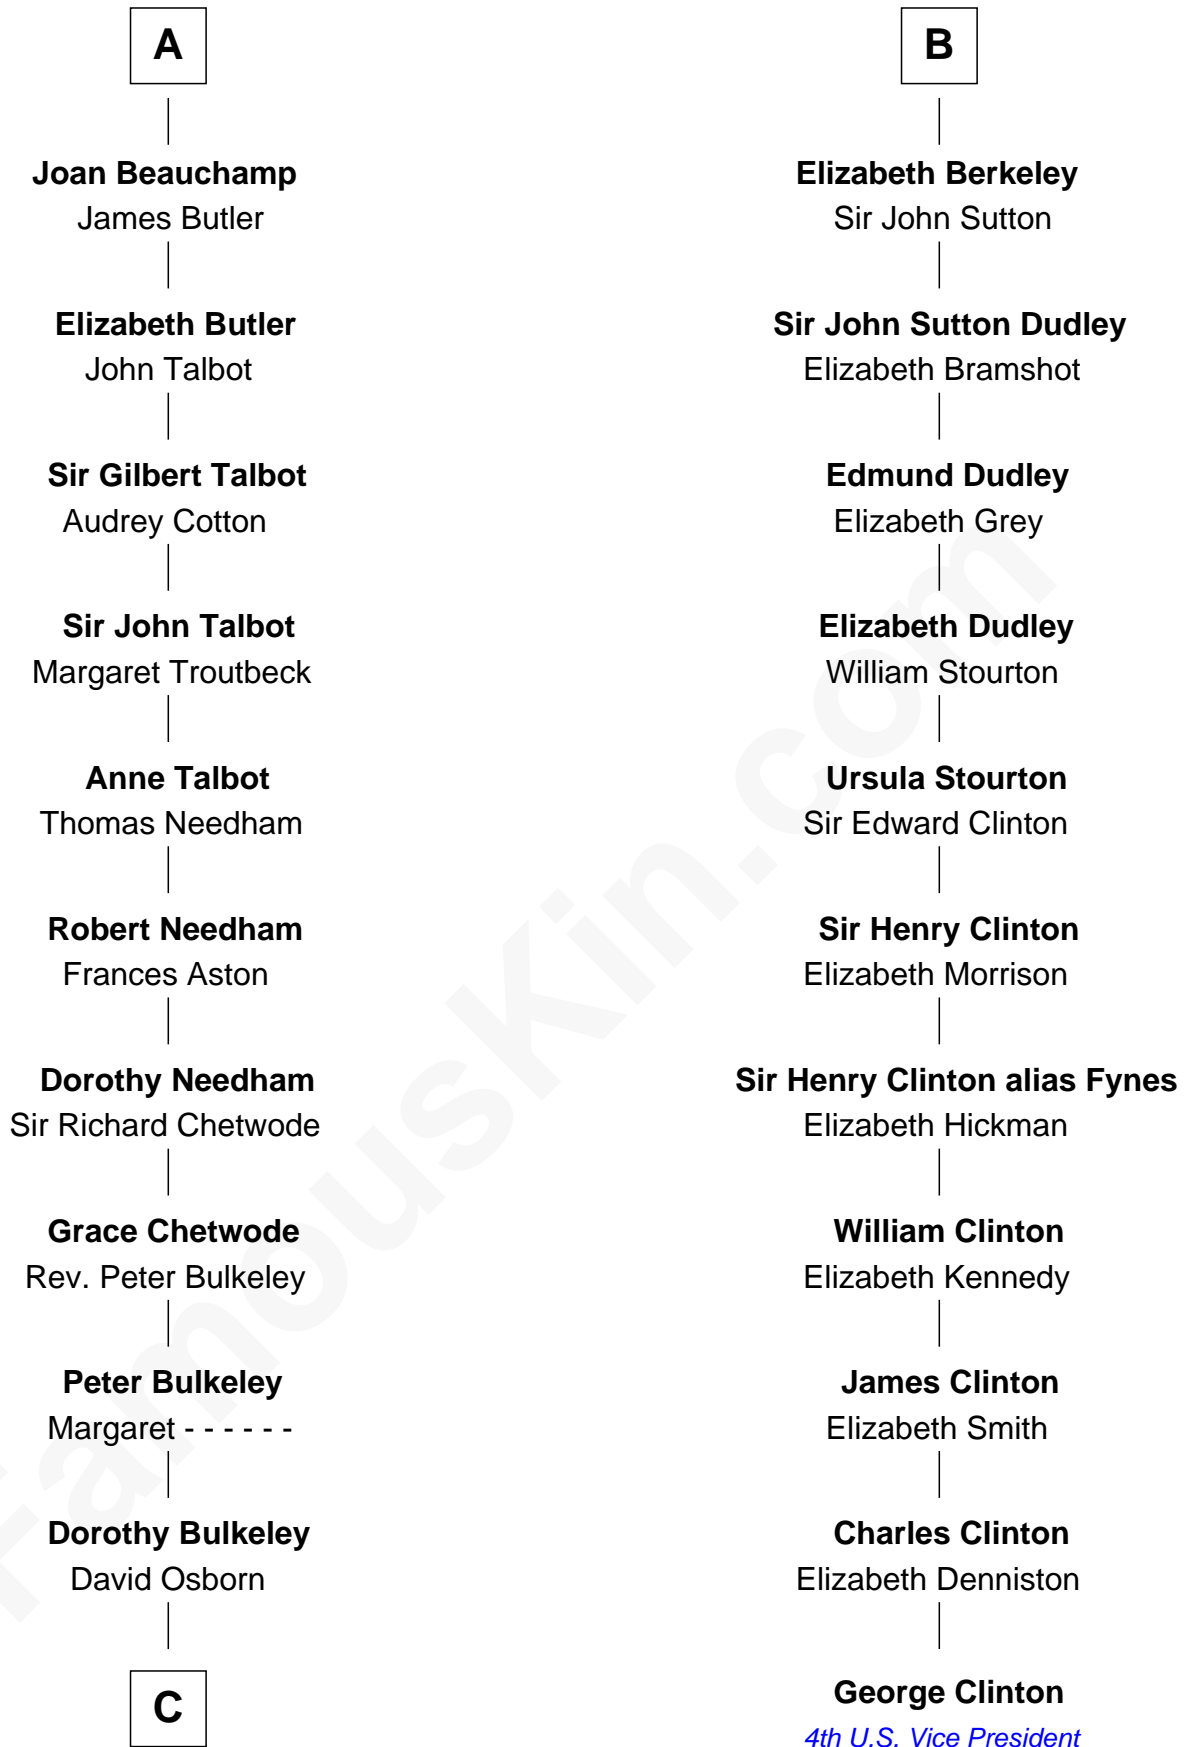 A
Joan Beauchamp
James Butler
Elizabeth Butler
John Talbot
Sir Gilbert Talbot
Audrey Cotton
Sir John Talbot
Margaret Troutbeck
Anne Talbot
Thomas Needham
Robert Needham
Frances Aston
Dorothy Needham
Sir Richard Chetwode
Grace Chetwode
Rev. Peter Bulkeley
Peter Bulkeley
Margaret - - - - - -
Dorothy Bulkeley
David Osborn
C
B
Elizabeth Berkeley
Sir John Sutton
Sir John Sutton Dudley
Elizabeth Bramshot
Edmund Dudley
Elizabeth Grey
Elizabeth Dudley
William Stourton
Ursula Stourton
Sir Edward Clinton
Sir Henry Clinton
Elizabeth Morrison
Sir Henry Clinton alias Fynes
Elizabeth Hickman
William Clinton
Elizabeth Kennedy
James Clinton
Elizabeth Smith
Charles Clinton
Elizabeth Denniston
George Clinton
4th U.S. Vice President
FamousKin.com